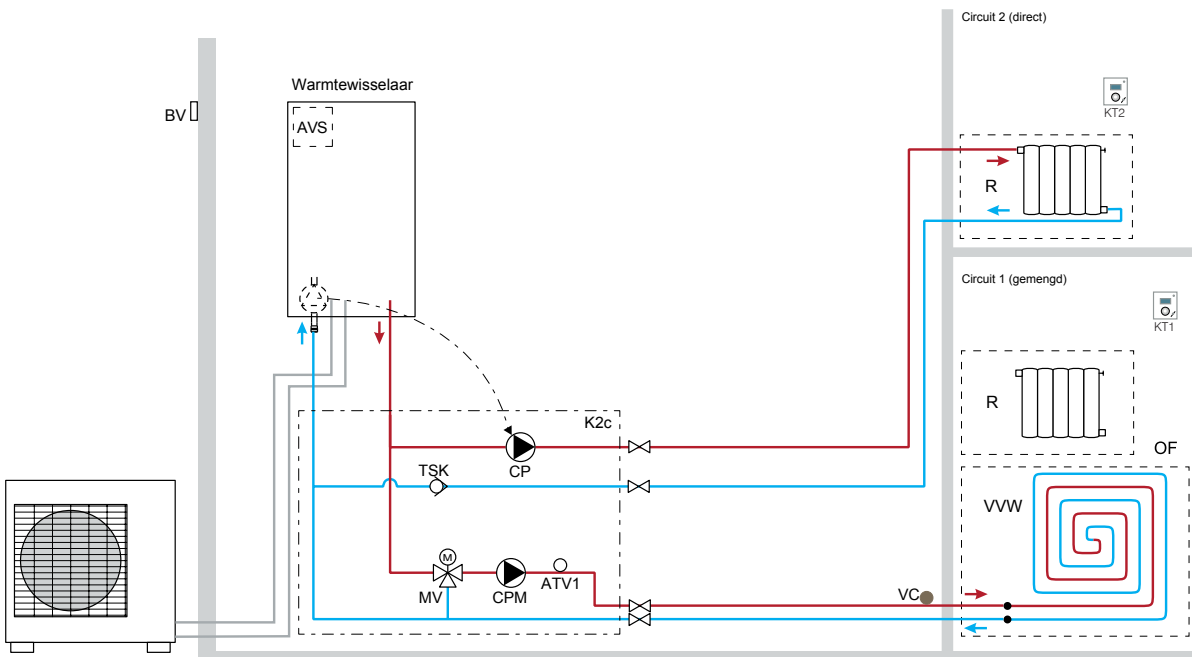 Circuit 2 (direct)
Warmtewisselaar
BV
AVS
KT2
R
Circuit 1 (gemengd)
KT1
R
K2c
OF
TSK
CP
VVW
M
MV
CPM
ATV1
VC